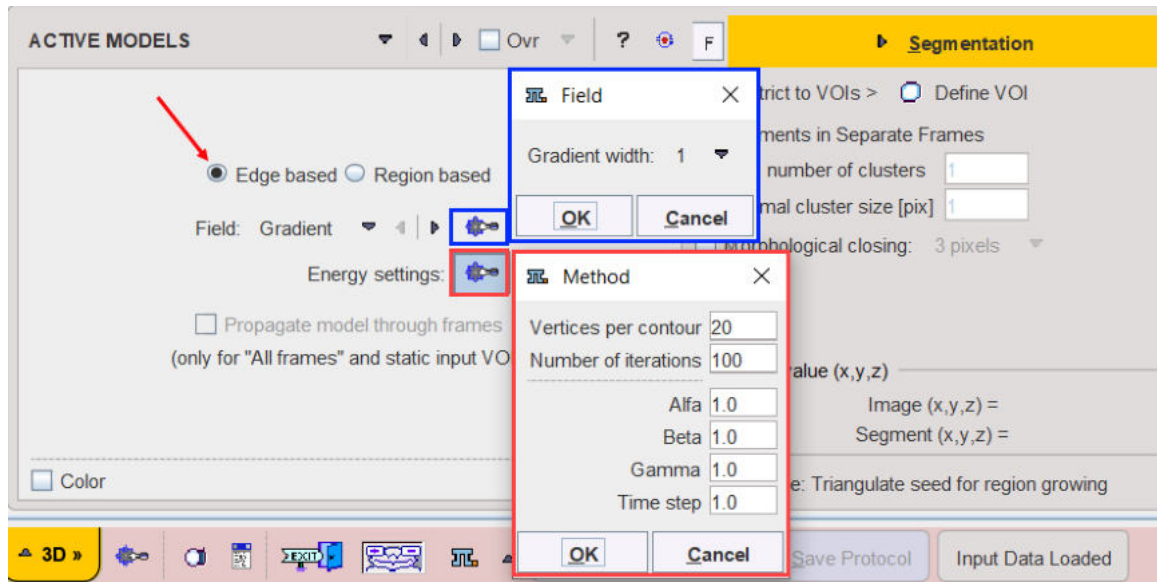 ACTIVE MODELS Ovr ? F Segmentation
Field trict to VOIs > Define VOI
ments in Separate Frames
Edge based Region based Gradient width: 1 number of clusters 1
Field: Gradient OK Cancel mal cluster size [pix] 1
Morphological closing: 3 pixels
Energy settings: Method
Propagate model through frames Vertices per contour 20
(only for "All frames" and static input VO Number of iterations 100
alue (x,y,z)
Alfa 1.0 Image (x,y,z) =
Beta 1.0 Segment (x,y,z) =
Gamma 1.0
Color Time step 1.0 e: Triangulate seed for region growing
3D » EXIT OK Cancel Save Protocol Input Data Loaded